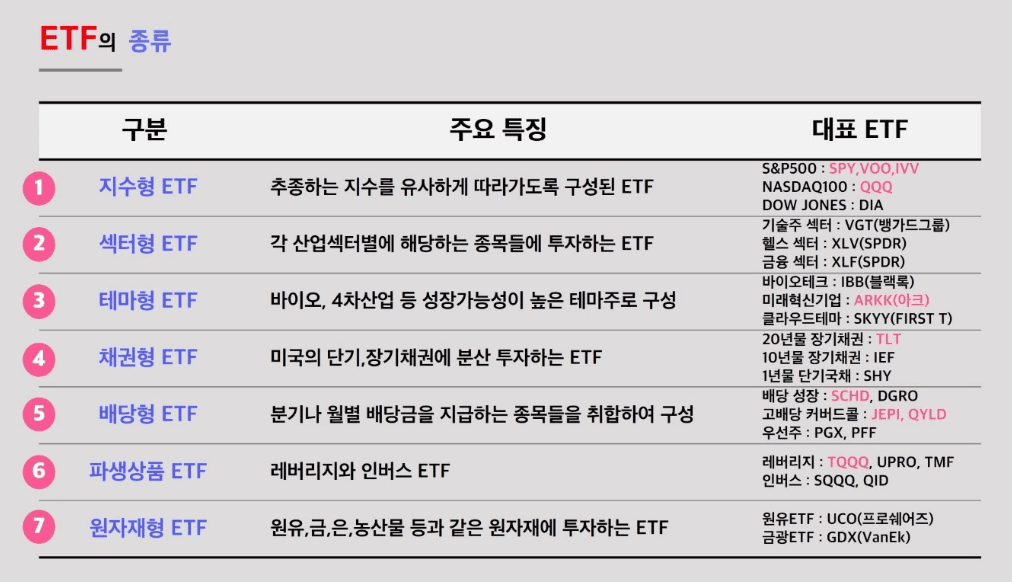 ETF의 종류
구분 주요 특징 대표 ETF
1 지수형 ETF 추종하는 지수를 유사하게 따라가도록 구성된 ETF
S&P500 : SPY,VOO,IVV
NASDAQ100 : QQQ
DOW JONES : DIA
2 섹터형 ETF 각 산업섹터별에 해당하는 종목들에 투자하는 ETF
기술주 섹터 : VGT(뱅가드그룹)
헬스 섹터 : XLV(SPDR)
금융 섹터 : XLF(SPDR)
3 테마형 ETF 바이오, 4차산업 등 성장가능성이 높은 테마주로 구성
바이오테크 : IBB(블랙록)
미래혁신기업 : ARKK(아크)
클라우드테마 : SKYY(FIRST T)
4 채권형 ETF 미국의 단기,장기채권에 분산 투자하는 ETF
20년물 장기채권 : TLT
10년물 장기채권 : IEF
1년물 단기국채 : SHY
5 배당형 ETF 분기나 월별 배당금을 지급하는 종목들을 취합하여 구성
배당 성장 : SCHD, DGRO
고배당 커버드콜 : JEPI, QYLD
우선주 : PGX, PFF
6 파생상품 ETF 레버리지와 인버스 ETF
레버리지 : TQQQ, UPRO, TMF
인버스 : SQQQ, QID
7 원자재형 ETF 원유,금,은,농산물 등과 같은 원자재에 투자하는 ETF
원유ETF : UCO(프로쉐어즈)
금광ETF : GDX(VanEk)